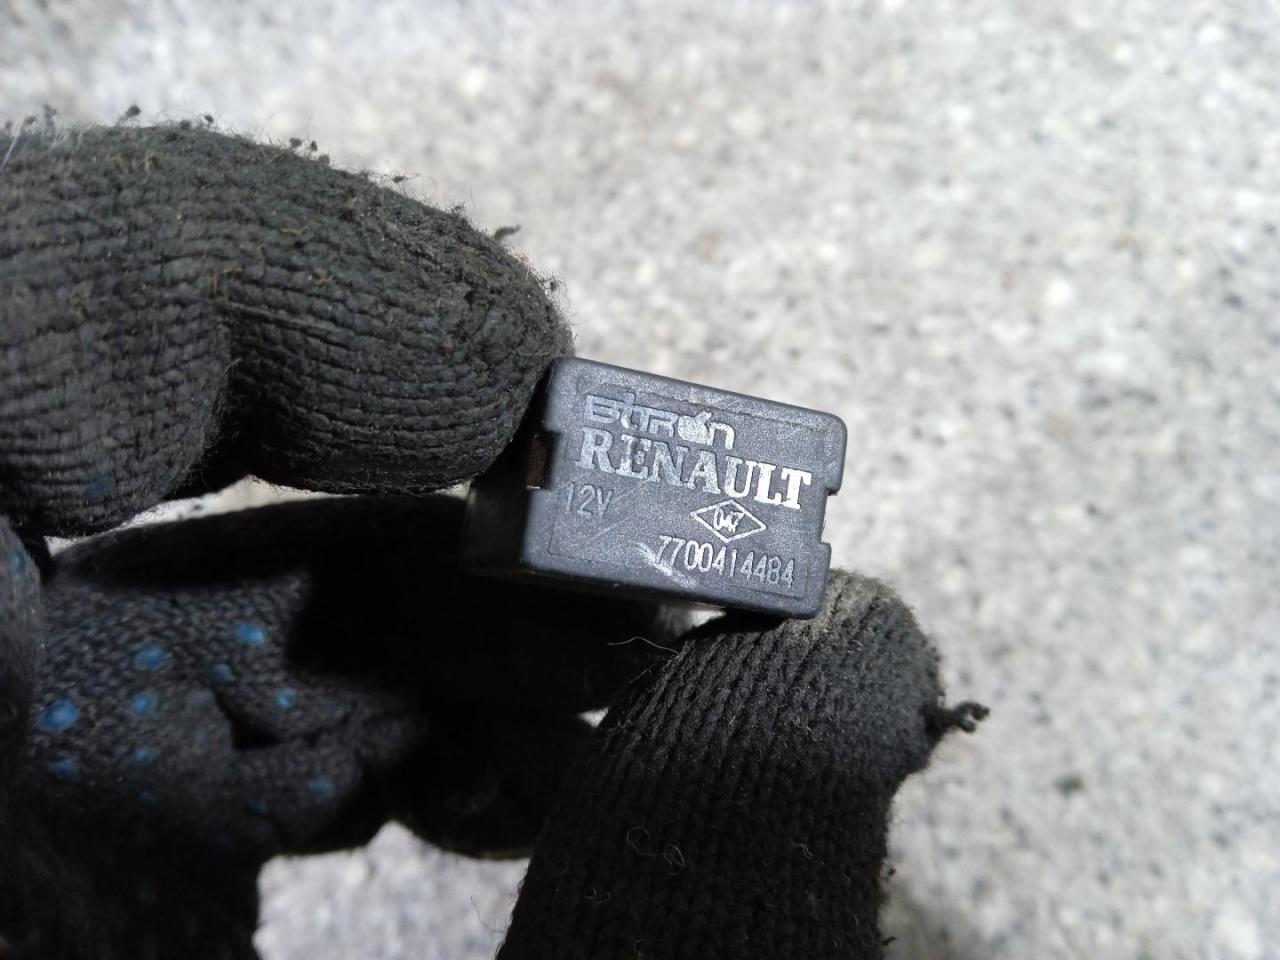 Bitron
RENAULT
12V
047
7700414484